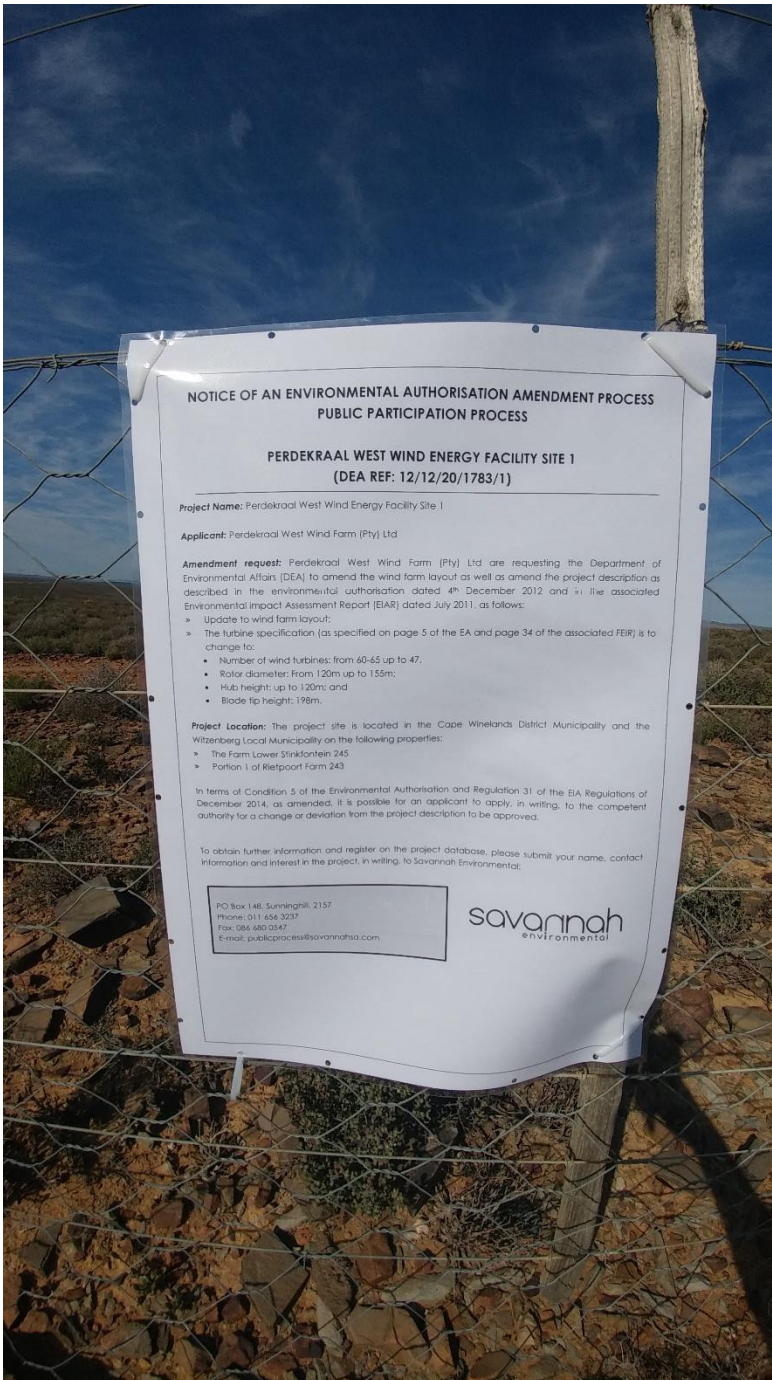 NOTICE OF AN ENVIRONMENTAL AUTHORISATION AMENDMENT PROCESS
PUBLIC PARTICIPATION PROCESS
PERDEKRAAL WEST WIND ENERGY FACILITY SITE 1
(DEA REF: 12/12/20/1783/1)
Project Name: Perdekraal West Wind Energy Facility Site 1
Applicant: Perdekraal West Wind Farm (Pty) Ltd
Amendment request: Perdekraal West Wind Farm (Pty) Ltd are requesting the Department of
Environmental Affairs (DEA) to amend the wind farm layout as well as amend the project description as
described in the environmental authorisation dated 4th December 2012 and in associated
Environmental Impact Assessment Report (EIAR) dated July 2011, as follows:
» Update to wind farm layout;
» The turbine specification (as specified on page 5 of the EA and page 34 of the associated FEIR) is to
change to:
• Number of wind turbines: from 60-65 up to 47.
• Rotor diameter: From 120m up to 155m;
• Hub height: up to 120m; and
• Blade tip height: 198m.
Project Location: The project site is located in the Cape Winelands District Municipality and the
Witzenberg Local Municipality on the following properties:
» The Farm Lower Stinkfontein 245
» Portion 1 of Rietpoort Farm 243
In terms of Condition 5 of the Environmental Authorisation and Regulation 31 of the EIA Regulations of
December 2014, as amended, it is possible for an applicant to apply, in writing, to the competent
authority for a change or deviation from the project description to be approved.
To obtain further information and register on the project database, please submit your name, contact
information and interest in the project, in writing, to Savannah Environmental:
PO Box 148, Sunninghill, 2157
Phone: 011 656 3237
Fax: 086 680 0547
E-mail: publicprocess@savannahsa.com
savannah
environmental